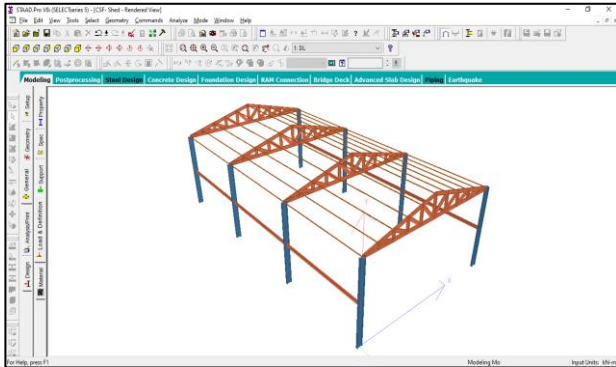 STAAD.Pro V8i (SELECTseries 5) - [CSF- Shed - Rendered View]
File Edit View Tools Select Geometry Commands Analyze Mode Window Help
1: DL
Modeling Postprocessing Steel Design Concrete Design Foundation Design RAM Connection Bridge Deck Advanced Slab Design Piping Earthquake
Setup
Geometry
General
Analysis/Print
Design
Property
Spec
Support
Load & Definition
Material
X
For Help, press F1
Modeling Mo
Input Units: kN-m